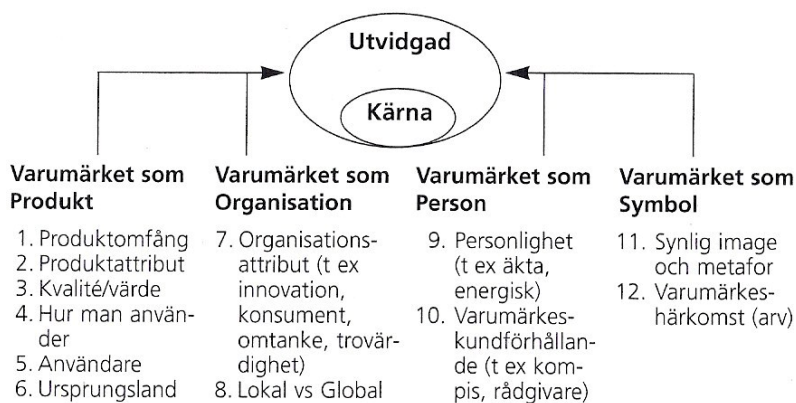 Utvidgad
Kärna
Varumärket som
Produkt
1. Produktomfång
2. Produktattribut
3. Kvalité/värde
4. Hur man använ-
der
5. Användare
6. Ursprungsland
Varumärket som
Organisation
7. Organisations-
attribut (t ex
innovation,
konsument,
omtanke, trovär-
dighet)
8. Lokal vs Global
Varumärket som
Person
9. Personlighet
(t ex äkta,
energisk)
10. Varumärkes-
kundförhållan-
de (t ex kom-
pis, rådgivare)
Varumärket som
Symbol
11. Synlig image
och metafor
12. Varumärkes-
härkomst (arv)